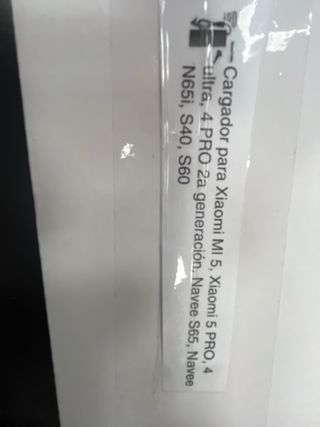 Cargador para Xiaomi MI 5, Xiaomi 5 PRO, 4
ultra, 4 PRO 2a generación, Navee S65, Navee
N65i, S40, S60